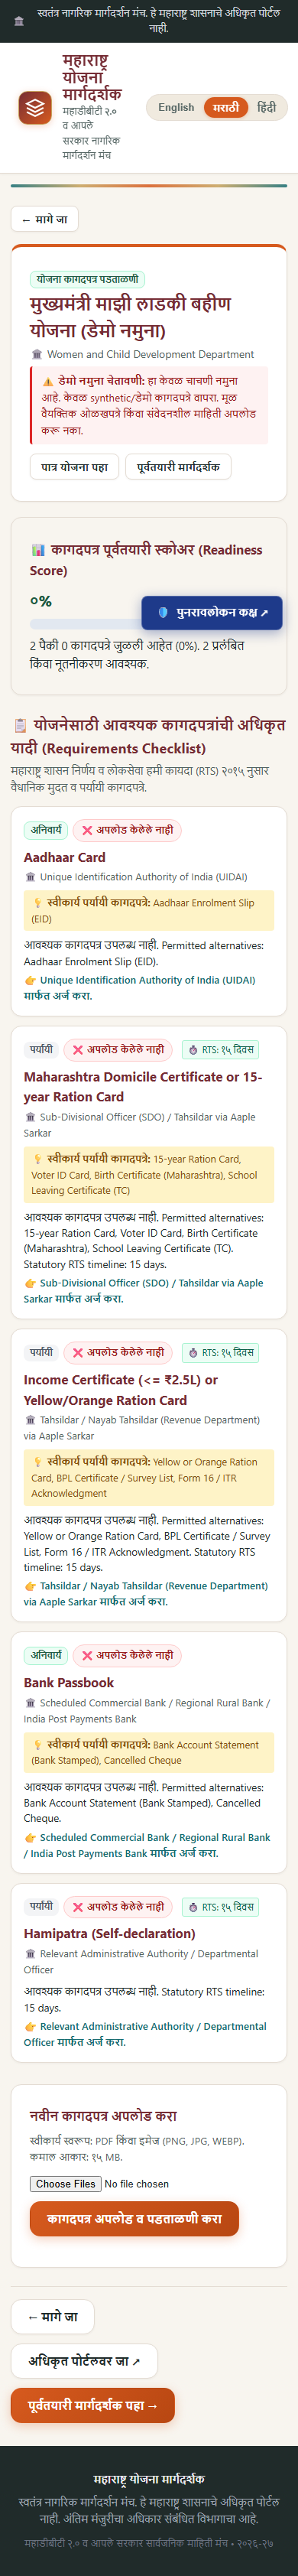 स्वतंत्र नागरिक मार्गदर्शन मंच. हे महाराष्ट्र शासनाचे अधिकृत पोर्टल
नाही.
महाराष्ट्र
योजना
मार्गदर्शक
महाडीबीटी २.०
व आपले
सरकार नागरिक
मार्गदर्शन मंच
English मराठी हिंदी
← मागे जा
योजना कागदपत्र पडताळणी
मुख्यमंत्री माझी लाडकी बहीण
योजना (डेमो नमुना)
🏛️ Women and Child Development Department
⚠️ डेमो नमुना चेतावणी: हा केवळ चाचणी नमुना
आहे. केवळ synthetic/डेमो कागदपत्रे वापरा. मूळ
वैयक्तिक ओळखपत्रे किंवा संवेदनशील माहिती अपलोड
करू नका.
पात्र योजना पहा पूर्वतयारी मार्गदर्शक
📊 कागदपत्र पूर्वतयारी स्कोअर (Readiness
Score)
०%
पुनरावलोकन कक्ष ↗
2 पैकी 0 कागदपत्रे जुळली आहेत (0%). 2 प्रलंबित
किंवा नूतनीकरण आवश्यक.
📋 योजनेसाठी आवश्यक कागदपत्रांची अधिकृत
यादी (Requirements Checklist)
महाराष्ट्र शासन निर्णय व लोकसेवा हमी कायदा (RTS) २०१५ नुसार
वैधानिक मुदत व पर्यायी कागदपत्रे.
अनिवार्य ❌ अपलोड केलेले नाही
Aadhaar Card
🏛️ Unique Identification Authority of India (UIDAI)
💡 स्वीकार्य पर्यायी कागदपत्रे: Aadhaar Enrolment Slip
(EID)
आवश्यक कागदपत्र उपलब्ध नाही. Permitted alternatives:
Aadhaar Enrolment Slip (EID).
👉 Unique Identification Authority of India (UIDAI)
मार्फत अर्ज करा.
पर्यायी ❌ अपलोड केलेले नाही ⏱️ RTS: १५ दिवस
Maharashtra Domicile Certificate or 15-
year Ration Card
🏛️ Sub-Divisional Officer (SDO) / Tahsildar via Aaple
Sarkar
💡 स्वीकार्य पर्यायी कागदपत्रे: 15-year Ration Card,
Voter ID Card, Birth Certificate (Maharashtra), School
Leaving Certificate (TC)
आवश्यक कागदपत्र उपलब्ध नाही. Permitted alternatives:
15-year Ration Card, Voter ID Card, Birth Certificate
(Maharashtra), School Leaving Certificate (TC).
Statutory RTS timeline: 15 days.
👉 Sub-Divisional Officer (SDO) / Tahsildar via Aaple
Sarkar मार्फत अर्ज करा.
पर्यायी ❌ अपलोड केलेले नाही ⏱️ RTS: १५ दिवस
Income Certificate (<= ₹2.5L) or
Yellow/Orange Ration Card
🏛️ Tahsildar / Nayab Tahsildar (Revenue Department)
via Aaple Sarkar
💡 स्वीकार्य पर्यायी कागदपत्रे: Yellow or Orange Ration
Card, BPL Certificate / Survey List, Form 16 / ITR
Acknowledgment
आवश्यक कागदपत्र उपलब्ध नाही. Permitted alternatives:
Yellow or Orange Ration Card, BPL Certificate / Survey
List, Form 16 / ITR Acknowledgment. Statutory RTS
timeline: 15 days.
👉 Tahsildar / Nayab Tahsildar (Revenue Department)
via Aaple Sarkar मार्फत अर्ज करा.
अनिवार्य ❌ अपलोड केलेले नाही
Bank Passbook
🏛️ Scheduled Commercial Bank / Regional Rural Bank /
India Post Payments Bank
💡 स्वीकार्य पर्यायी कागदपत्रे: Bank Account Statement
(Bank Stamped), Cancelled Cheque
आवश्यक कागदपत्र उपलब्ध नाही. Permitted alternatives:
Bank Account Statement (Bank Stamped), Cancelled
Cheque.
👉 Scheduled Commercial Bank / Regional Rural Bank
/ India Post Payments Bank मार्फत अर्ज करा.
पर्यायी ❌ अपलोड केलेले नाही ⏱️ RTS: १५ दिवस
Hamipatra (Self-declaration)
🏛️ Relevant Administrative Authority / Departmental
Officer
आवश्यक कागदपत्र उपलब्ध नाही. Statutory RTS timeline:
15 days.
👉 Relevant Administrative Authority / Departmental
Officer मार्फत अर्ज करा.
नवीन कागदपत्र अपलोड करा
स्वीकार्य स्वरूप: PDF किंवा इमेज (PNG, JPG, WEBP).
कमाल आकार: १५ MB.
Choose Files No file chosen
कागदपत्र अपलोड व पडताळणी करा
← मागे जा
अधिकृत पोर्टलवर जा ↗
पूर्वतयारी मार्गदर्शक पहा →
महाराष्ट्र योजना मार्गदर्शक
स्वतंत्र नागरिक मार्गदर्शन मंच. हे महाराष्ट्र शासनाचे अधिकृत पोर्टल
नाही. अंतिम मंजुरीचा अधिकार संबंधित विभागाचा आहे.
महाडीबीटी २.० व आपले सरकार सार्वजनिक माहिती मंच • २०२६-२७